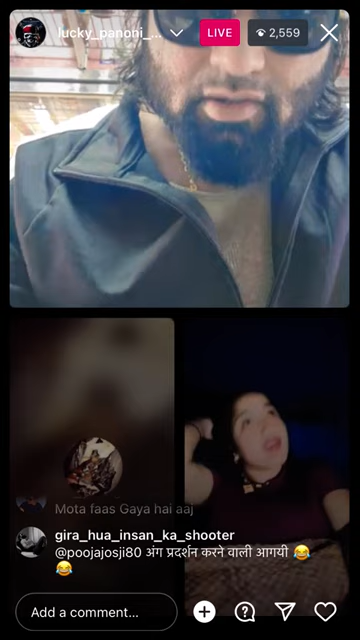 lucky_panoni_...
LIVE
2,559
Mota faas Gaya hai aaj
gira_hua_insan_ka_shooter
@poojajosji80 अंग प्रदर्शन करने वाली आगयी 😂
😂
Add a comment...